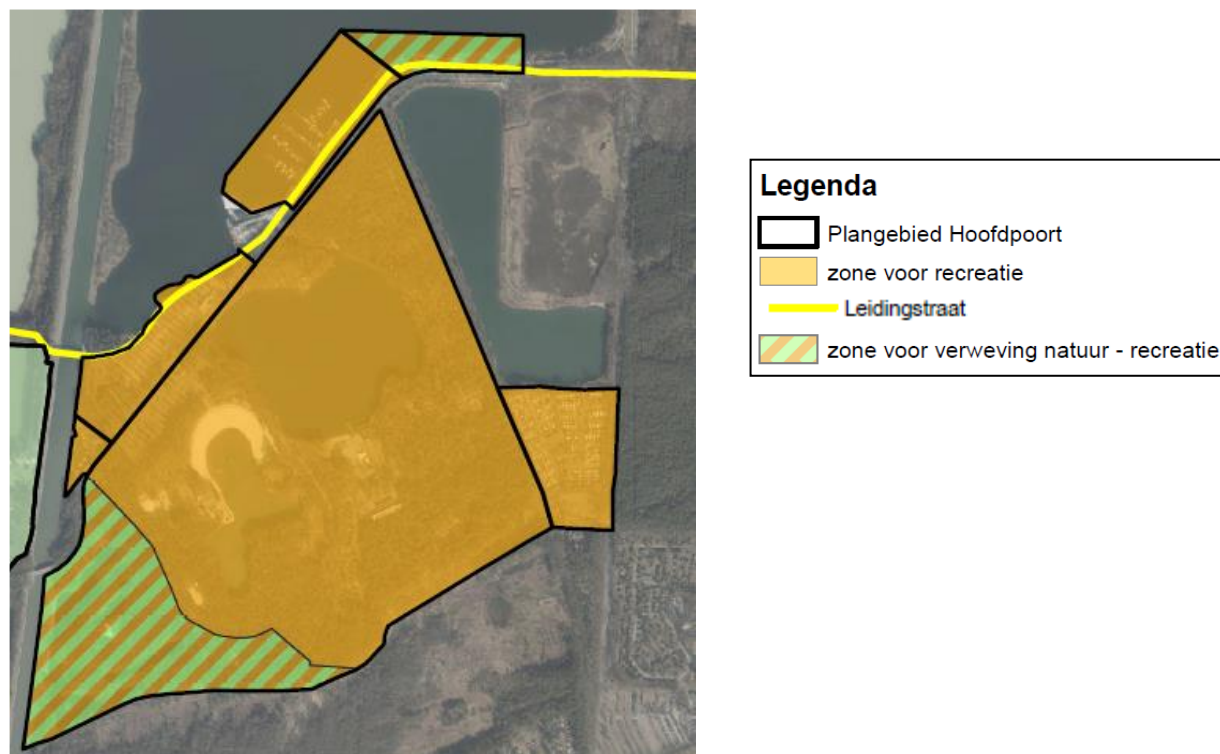 Legenda
Plangebied Hoofdpoort
zone voor recreatie
Leidingstraat
zone voor verweving natuur - recreatie